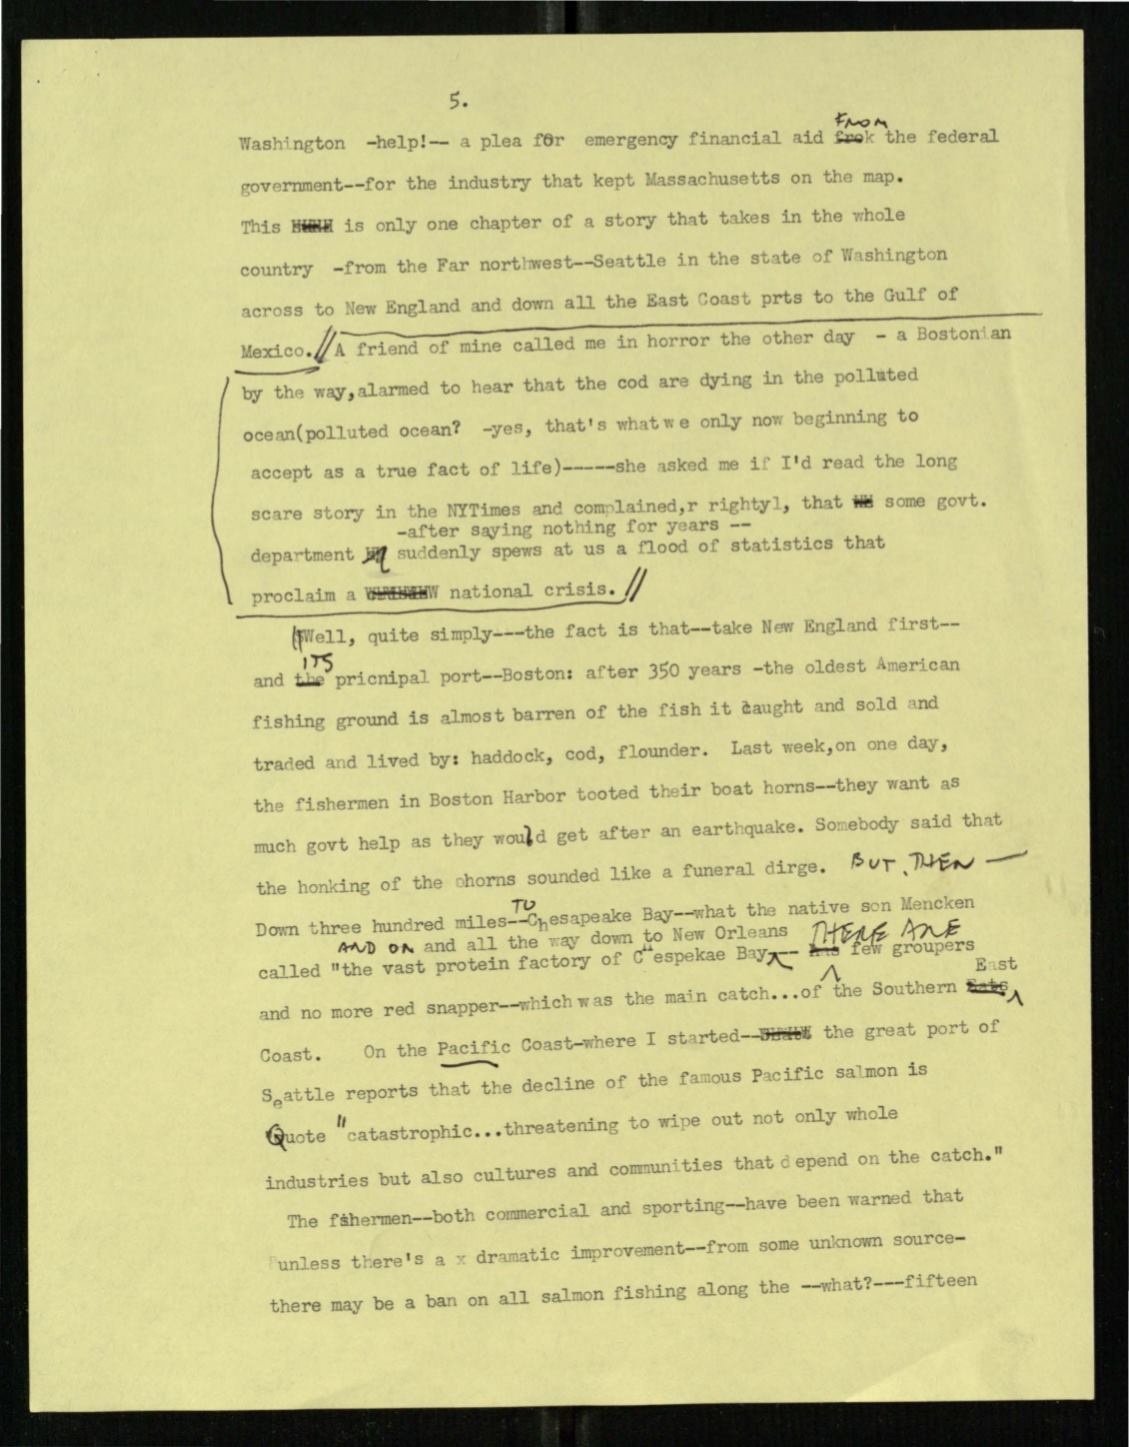 5.
Washington -help!-- a plea for emergency financial aid FROM the federal
government--for the industry that kept Massachusetts on the map.
This is only one chapter of a story that takes in the whole
country -from the Far northwest--Seattle in the state of Washington
across to New England and down all the East Coast prts to the Gulf of
Mexico.// A friend of mine called me in horror the other day - a Bostonian
by the way,alarmed to hear that the cod are dying in the polluted
ocean(polluted ocean? -yes, that's what we only now beginning to
accept as a true fact of life)-----she asked me if I'd read the long
scare story in the NYTimes and complained,r rightyl, that some govt.
-after saying nothing for years --
department suddenly spews at us a flood of statistics that
proclaim a national crisis.//
Well, quite simply---the fact is that--take New England first--
ITS
and the pricnipal port--Boston: after 350 years -the oldest American
fishing ground is almost barren of the fish it caught and sold and
traded and lived by: haddock, cod, flounder. Last week,on one day,
the fishermen in Boston Harbor tooted their boat horns--they want as
much govt help as they would get after an earthquake. Somebody said that
the honking of the horns sounded like a funeral dirge. BUT, THEN —
TO
Down three hundred miles--Chesapeake Bay--what the native son Mencken
AND ON and all the way down to New Orleans THERE ARE
called "the vast protein factory of C"espekae Bay-- has few groupers
East
and no more red snapper--which was the main catch...of the Southern Eats
Coast. On the Pacific Coast-where I started-- the great port of
Seattle reports that the decline of the famous Pacific salmon is
Quote "catastrophic...threatening to wipe out not only whole
industries but also cultures and communities that depend on the catch."
The fihermen--both commercial and sporting--have been warned that
unless there's a x dramatic improvement--from some unknown source-
there may be a ban on all salmon fishing along the --what?---fifteen